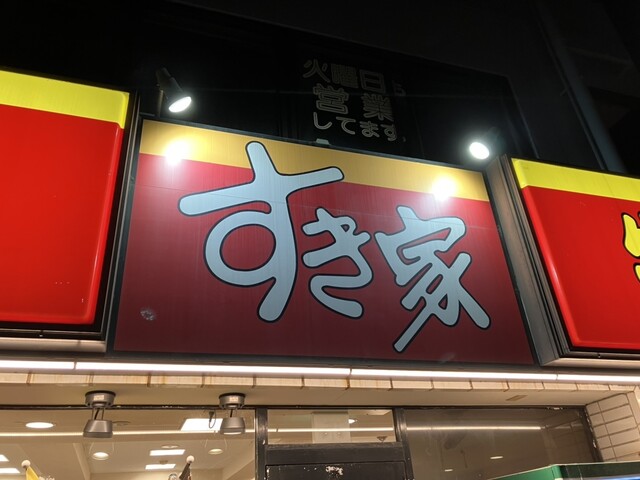 火曜日も
営業
してます
すき家